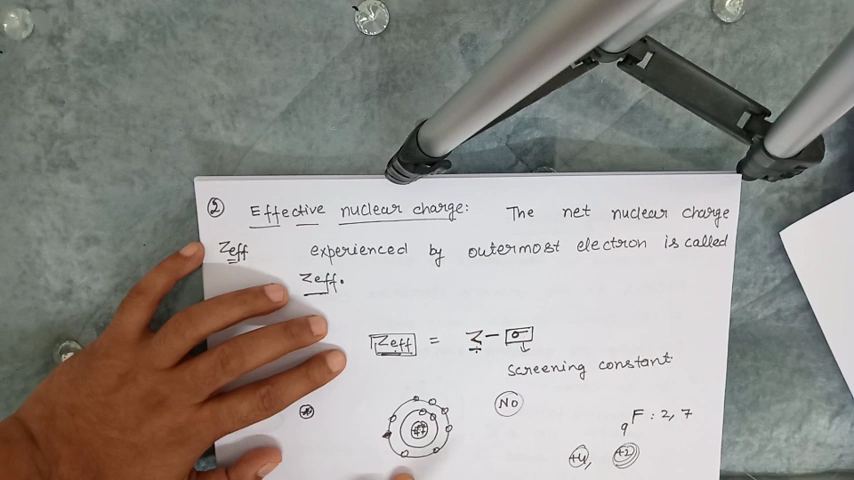 ② Effective nuclear charge: The net nuclear charge
Zeff experienced by outermost electron is called
Zeff.
Zeff = Z - σ
Screening constant
No
9F : 2, 7
+4, +2